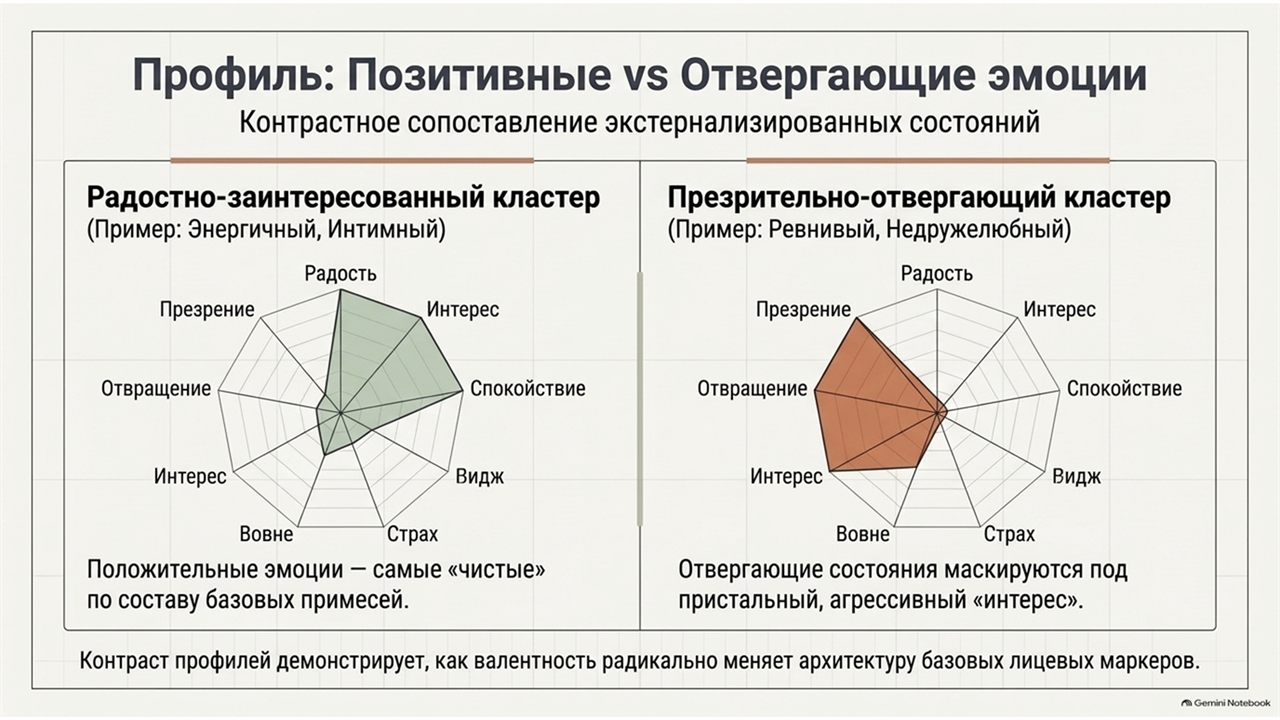 Профиль: Позитивные vs Отвергающие эмоции
Контрастное сопоставление экстернализированных состояний
Радостно-заинтересованный кластер
(Пример: Энергичный, Интимный)
Радость
Презрение
Интерес
Отвращение
Спокойствие
Интерес
Видж
Вовне
Страх
Положительные эмоции — самые «чистые»
по составу базовых примесей.
Презрительно-отвергающий кластер
(Пример: Ревнивый, Недружелюбный)
Радость
Презрение
Интерес
Отвращение
Спокойствие
Интерес
Видж
Вовне
Страх
Отвергающие состояния маскируются под
пристальный, агрессивный «интерес».
Контраст профилей демонстрирует, как валентность радикально меняет архитектуру базовых лицевых маркеров.
Gemini Notebook